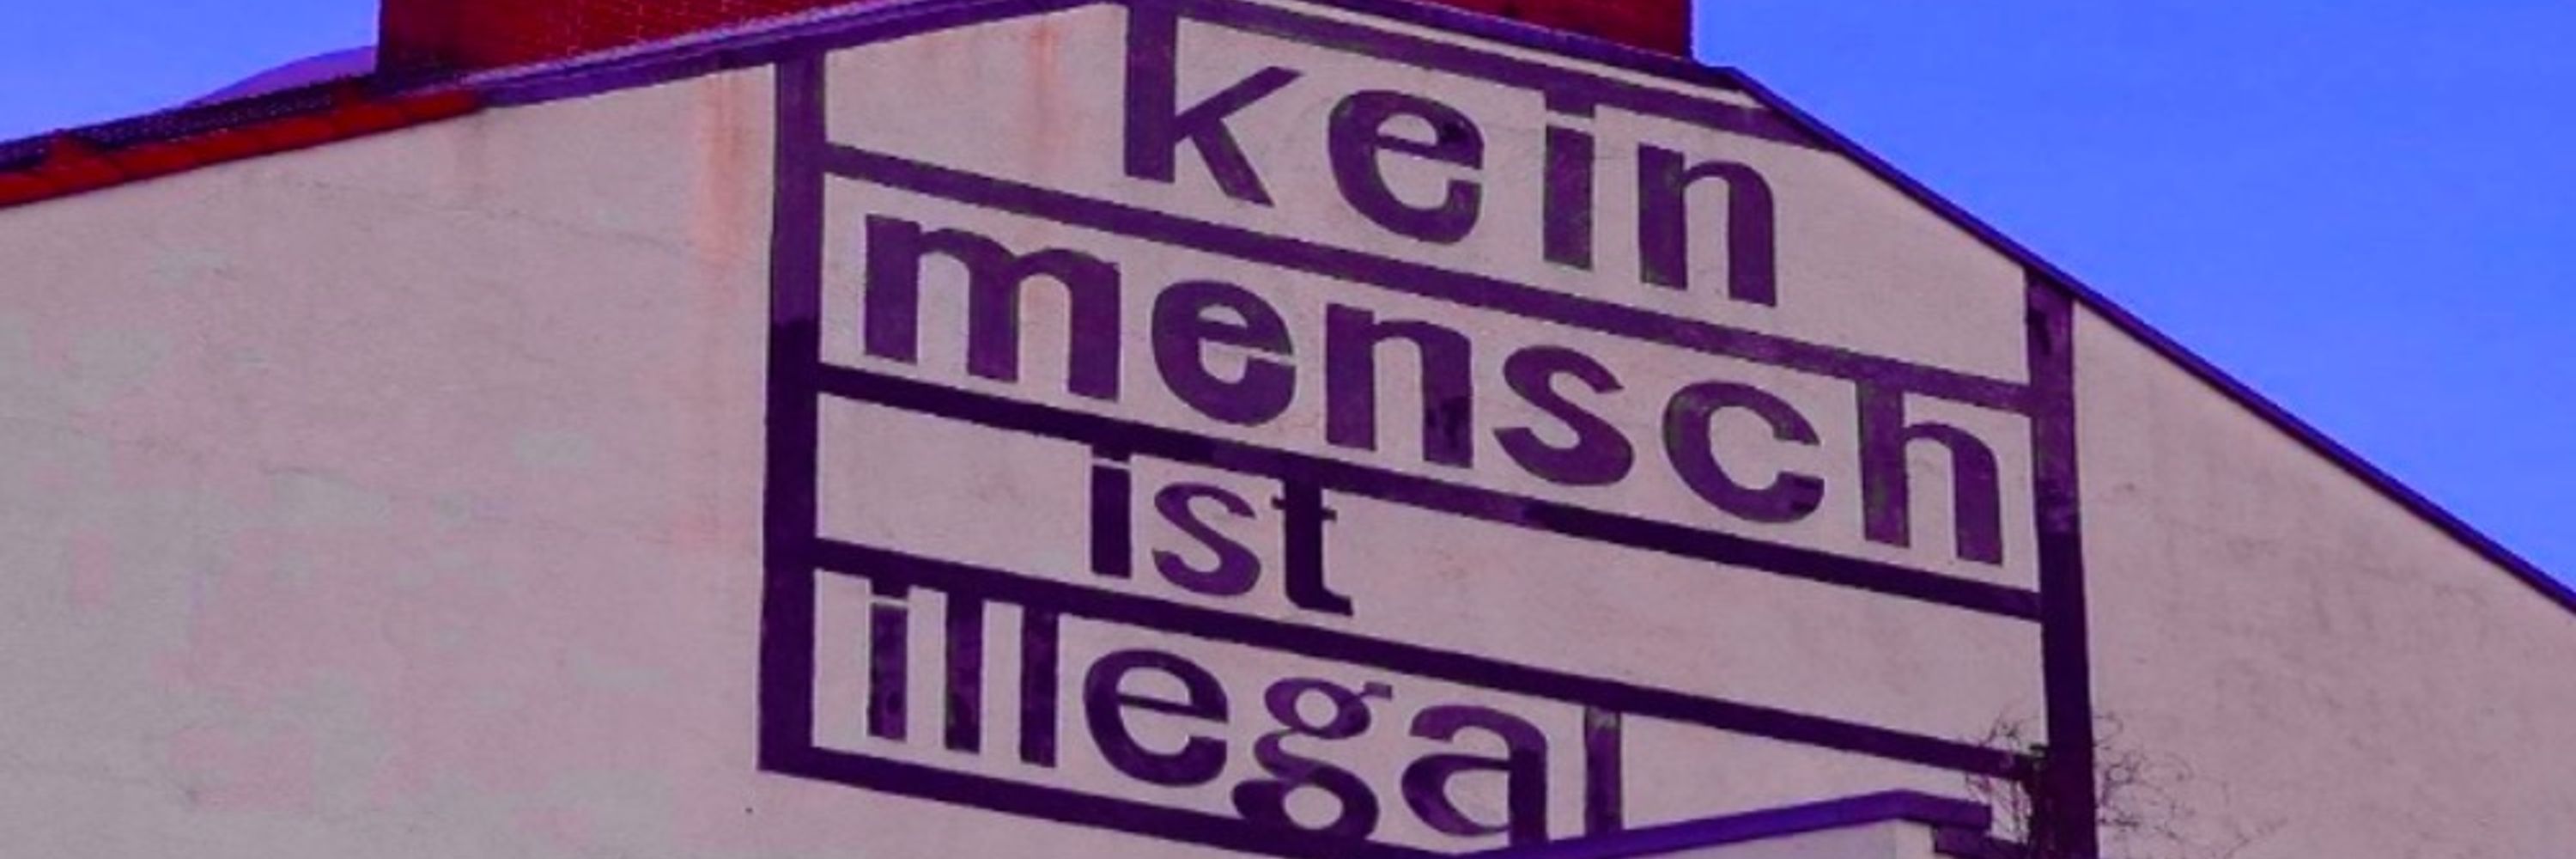 kein
mensch
ist
illegal